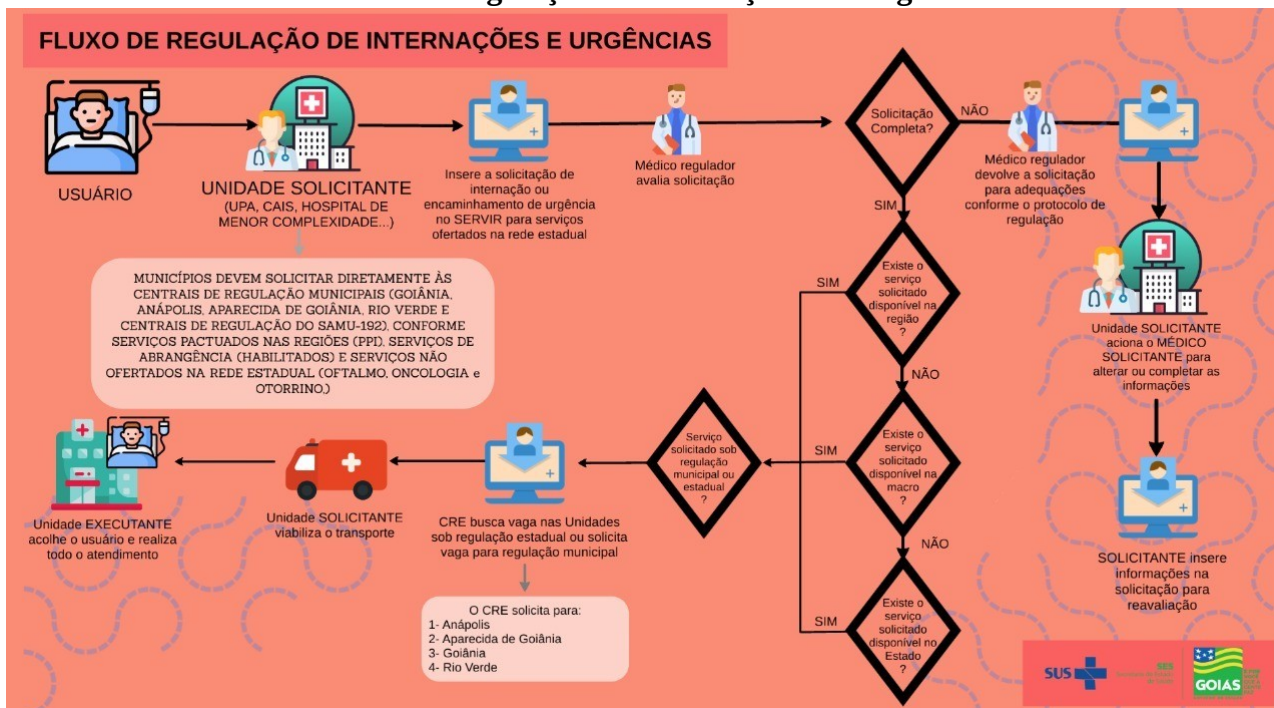 FLUXO DE REGULAÇÃO DE INTERNAÇÕES E URGÊNCIAS
USUÁRIO
UNIDADE SOLICITANTE
(UPA, CAIS, HOSPITAL DE
MENOR COMPLEXIDADE...)
Insere a solicitação de
internação ou
encaminhamento de urgência
no SERVIR para serviços
ofertados na rede estadual
Médico regulador
avalia solicitação
Solicitação
Completa?
NÃO
Médico regulador
devolve a solicitação
para adequações
conforme o protocolo de
regulação
SIM
MUNICÍPIOS DEVEM SOLICITAR DIRETAMENTE ÀS
CENTRAIS DE REGULAÇÃO MUNICIPAIS (GOIÂNIA,
ANÁPOLIS, APARECIDA DE GOIÂNIA, RIO VERDE E
CENTRAIS DE REGULAÇÃO DO SAMU-192), CONFORME
SERVIÇOS PACTUADOS NAS REGIÕES (PPI), SERVIÇOS DE
ABRANGÊNCIA (HABILITADOS) E SERVIÇOS NÃO
OFERTADOS NA REDE ESTADUAL (OFTALMO, ONCOLOGIA e
OTORRINO,)
SIM
Existe o
serviço
solicitado
disponível na
região
?
NÃO
Unidade SOLICITANTE
aciona o MÉDICO
SOLICITANTE para
alterar ou completar as
informações
Unidade EXECUTANTE
acolhe o usuário e realiza
todo o atendimento
Unidade SOLICITANTE
viabiliza o transporte
CRE busca vaga nas Unidades
sob regulação estadual ou solicita
vaga para regulação municipal
Serviço
solicitado sob
regulação
municipal ou
estadual
?
SIM
Existe o
serviço
solicitado
disponível na
macro
?
NÃO
SOLICITANTE insere
informações na
solicitação para
reavaliação
O CRE solicita para:
1- Anápolis
2- Aparecida de Goiânia
3- Goiânia
4- Rio Verde
SIM
Existe o
serviço
solicitado
disponível no
Estado
?
SUS
SES
GOIÁS